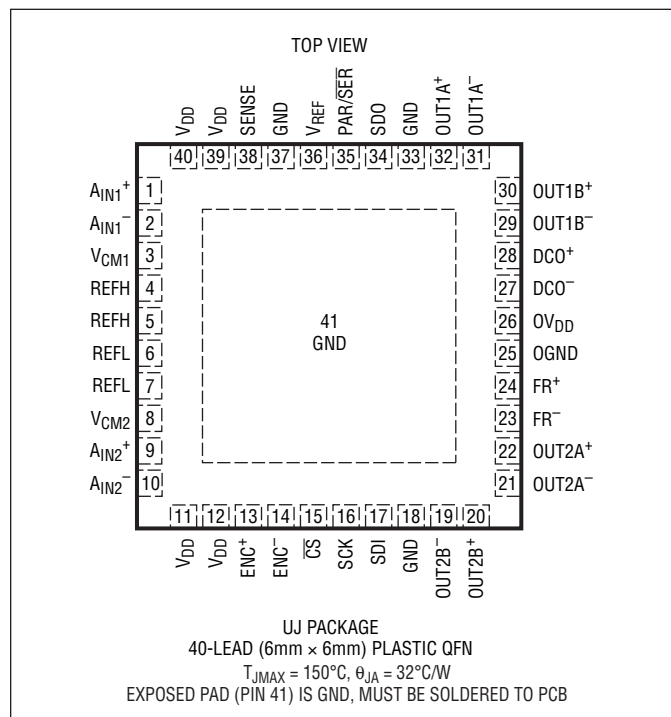 TOP VIEW
V_DD
V_DD
SENSE
GND
V_REF
PAR/S̅E̅R̅
SDO
GND
OUT1A⁺
OUT1A⁻
40 39 38 37 36 35 34 33 32 31
A_IN1⁺ 1
A_IN1⁻ 2
V_CM1 3
REFH 4
REFH 5
REFL 6
REFL 7
V_CM2 8
A_IN2⁺ 9
A_IN2⁻ 10
41
GND
30 OUT1B⁺
29 OUT1B⁻
28 DCO⁺
27 DCO⁻
26 OV_DD
25 OGND
24 FR⁺
23 FR⁻
22 OUT2A⁺
21 OUT2A⁻
11 12 13 14 15 16 17 18 19 20
V_DD
V_DD
ENC⁺
ENC⁻
C̅S̅
SCK
SDI
GND
OUT2B⁻
OUT2B⁺
UJ PACKAGE
40-LEAD (6mm × 6mm) PLASTIC QFN
T_JMAX = 150°C, θ_JA = 32°C/W
EXPOSED PAD (PIN 41) IS GND, MUST BE SOLDERED TO PCB